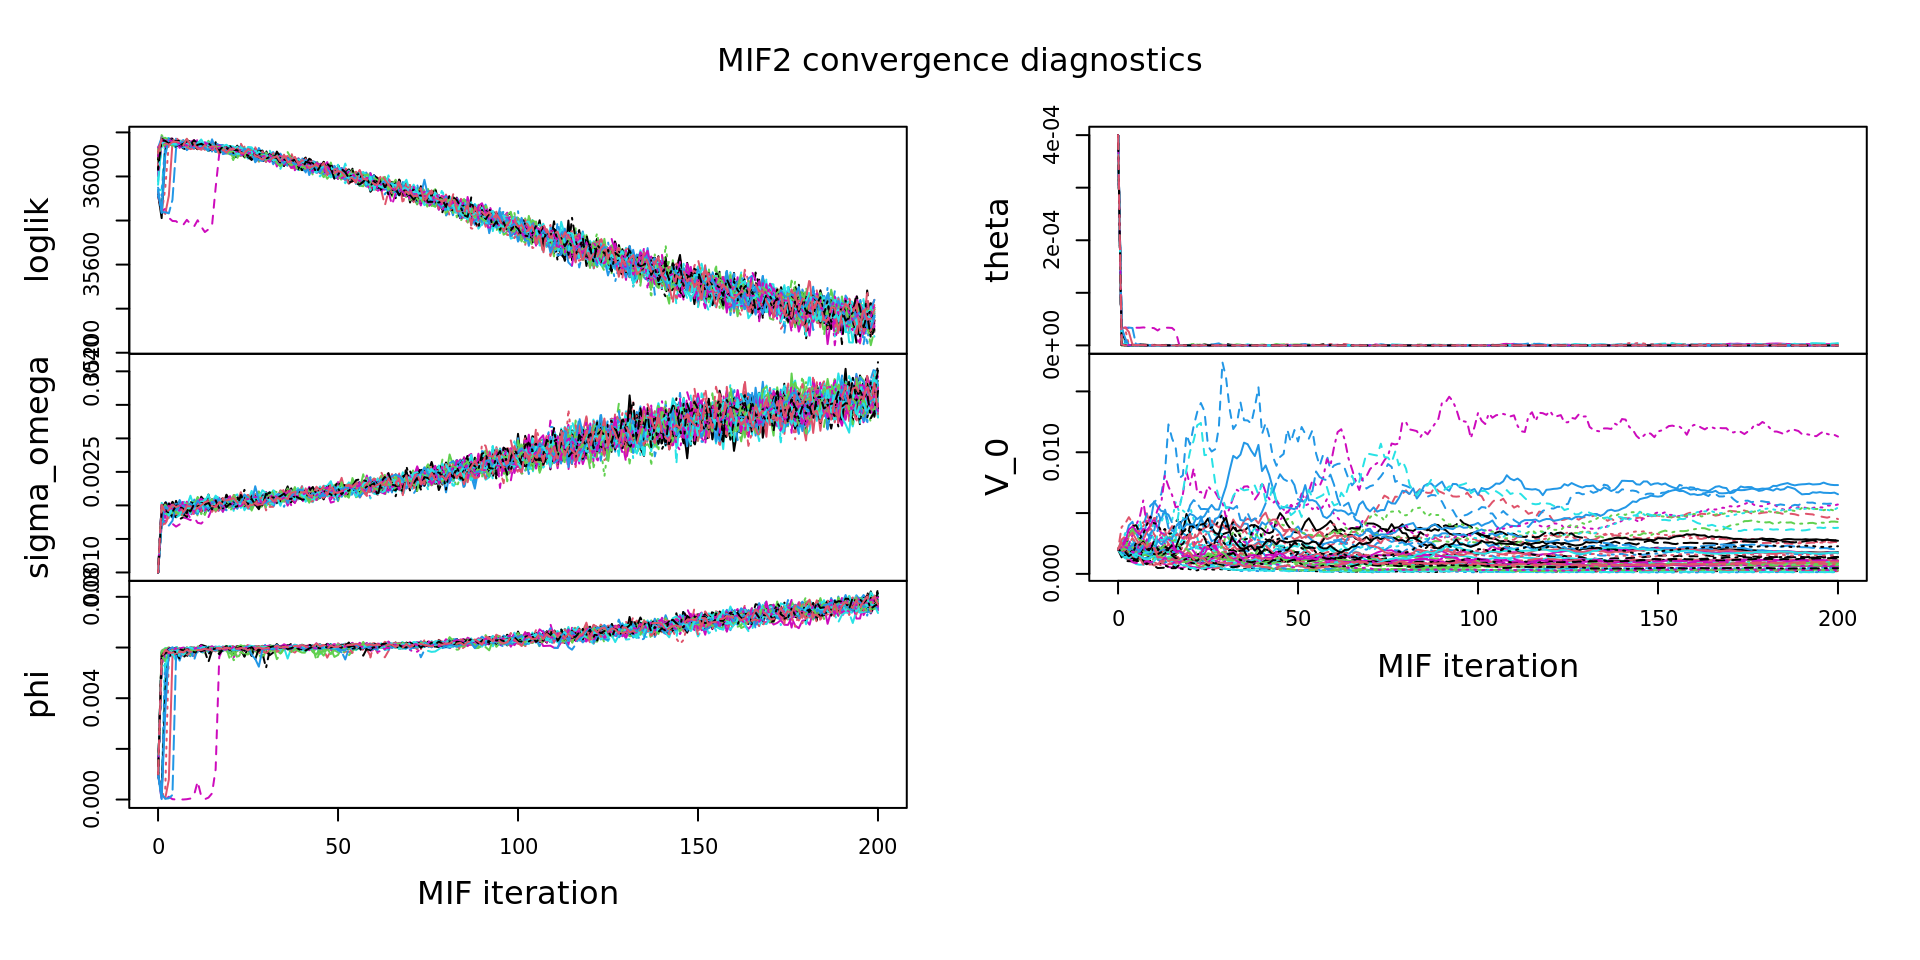 MIF2 convergence diagnostics
loglik
36000
35600
sigma_omega
0.0025
phi
0.004
0.000
0
50
100
150
200
MIF iteration
theta
4e-04
2e-04
0e+00
V_0
0.010
0.000
0
50
100
150
200
MIF iteration